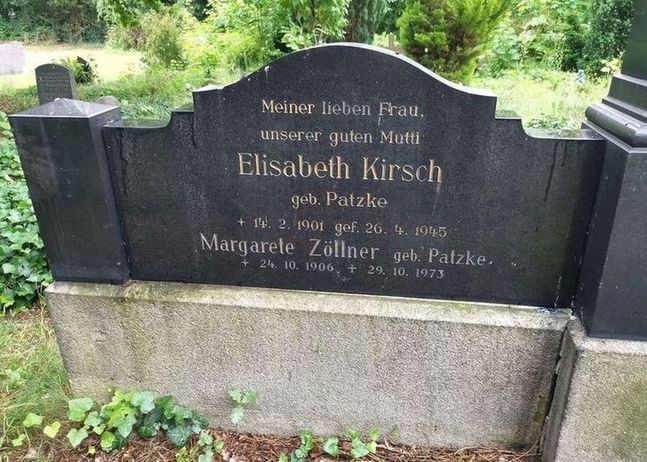 Meiner lieben Frau,
unserer guten Mutti
Elisabeth Kirsch
geb. Patzke
+ 14. 2. 1901 gef. 26. 4. 1945
Margarete Zöllner geb. Patzke
+ 24. 10. 1906 + 29. 10. 1973